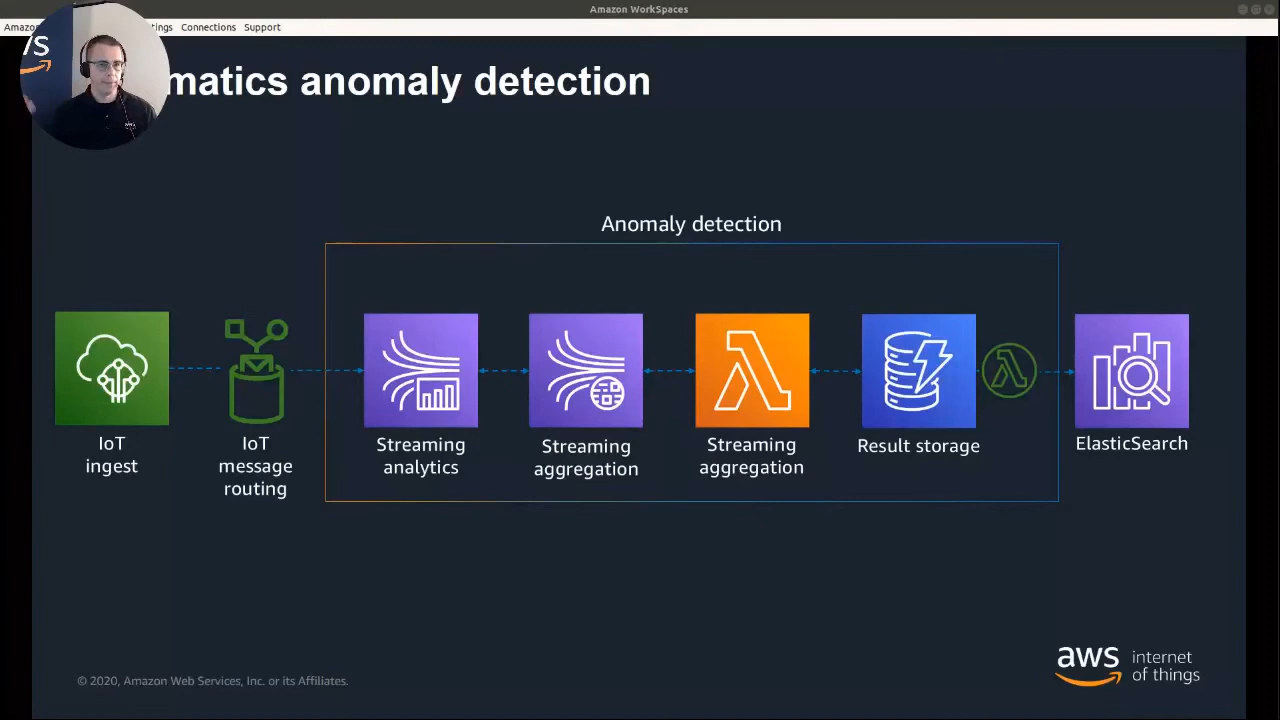 Amazon WorkSpaces
Connections Support
matics anomaly detection
Anomaly detection
IoT
ingest
IoT
message
routing
Streaming
analytics
Streaming
aggregation
Streaming
aggregation
Result storage
ElasticSearch
© 2020, Amazon Web Services, Inc. or its Affiliates.
aws internet
of things